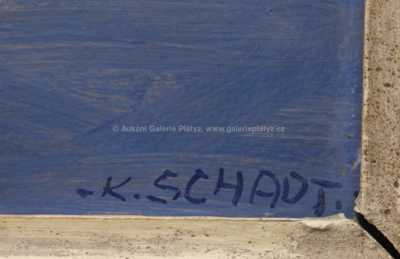 © Aukční Galerie Platýz, www.galerieplatyz.cz
-K.SCHADT.